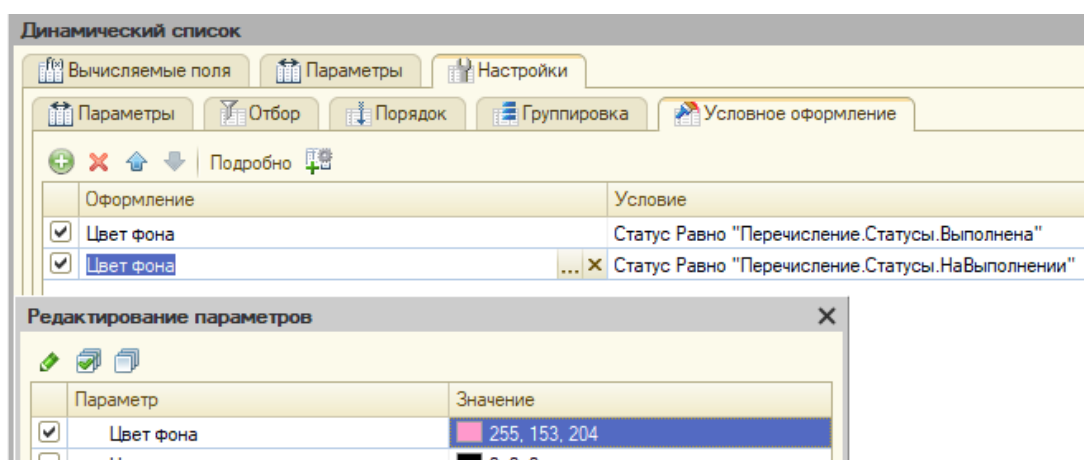 Динамический список
Вычисляемые поля Параметры Настройки
Параметры Отбор Порядок Группировка Условное оформление
Подробно
Оформление Условие
Цвет фона Статус Равно "Перечисление.Статусы.Выполнена"
Цвет фона ... Статус Равно "Перечисление.Статусы.НаВыполнении"
Редактирование параметров
Параметр Значение
Цвет фона 255, 153, 204